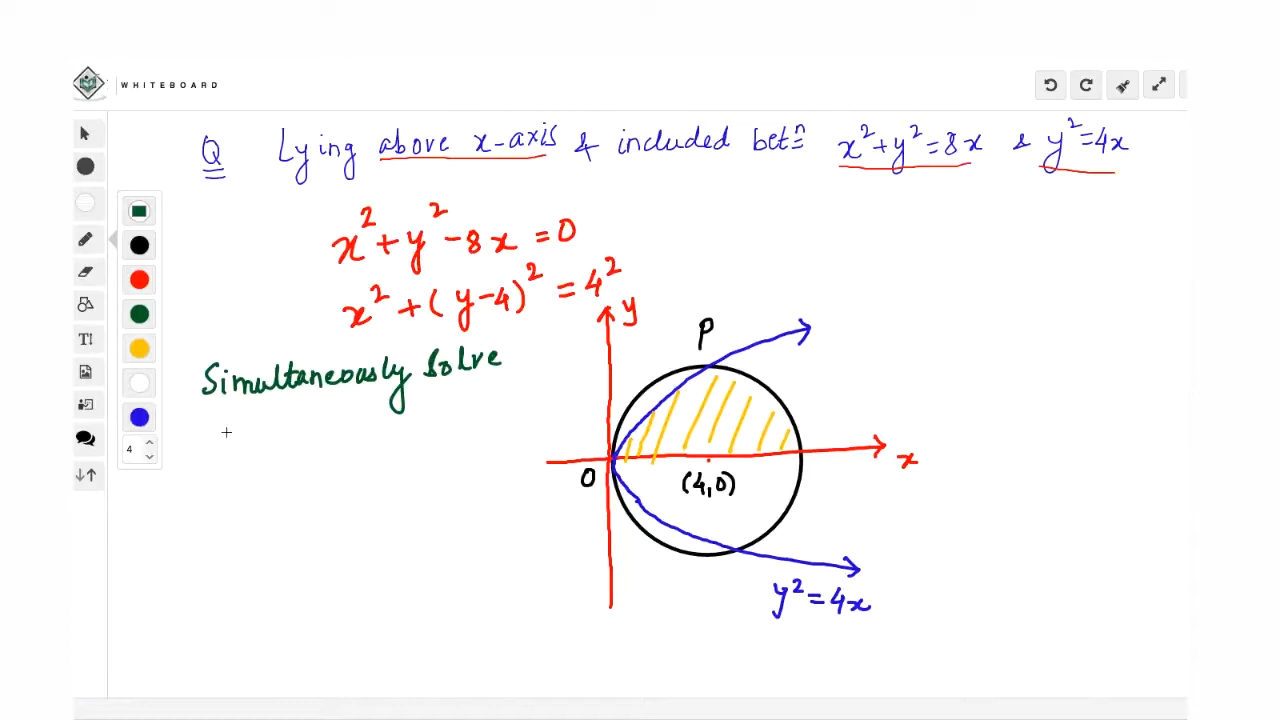 WHITEBOARD
Q Lying above x-axis & included betⁿ x²+y²=8x & y²=4x
x²+y²-8x=0
x²+(y-4)²=4²
y
P
Simultaneously solve
4
x
O
(4,0)
y²=4x